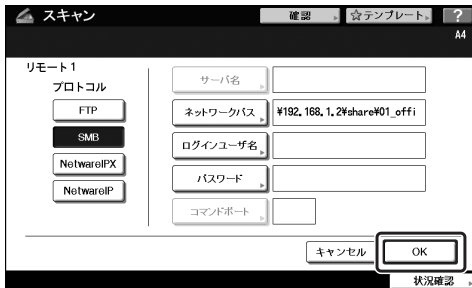 スキャン
確認
☆テンプレート
?
A4
リモート1
プロトコル
FTP
SMB
NetwareIPX
NetwareIP
サーバ名
ネットワークパス
¥192.168.1.2¥share¥01_offi
ログインユーザ名
パスワード
コマンドポート
キャンセル
OK
状況確認